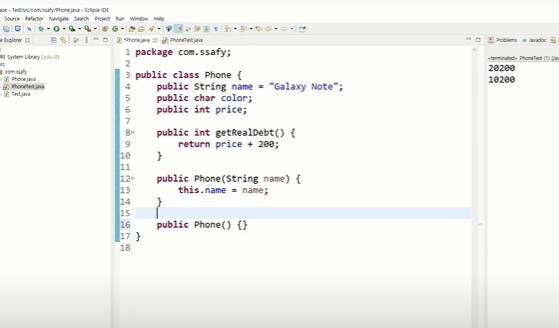 ace - Test/src/com/ssafy/Phone.java - Eclipse IDE
Source Refactor Navigate Search Project Run Window Help
e Explorer
RE System Library
com.ssafy
Phone.java
PhoneTest.java
Test.java
*Phone.java PhoneTest.java
1 package com.ssafy;
2
3 public class Phone {
4 public String name = "Galaxy Note";
5 public char color;
6 public int price;
7
8 public int getRealDebt() {
9 return price + 200;
10 }
11
12 public Phone(String name) {
13 this.name = name;
14 }
15
16 public Phone() {}
17 }
18
Problems Javadoc
<terminated> PhoneTest (1)
20200
10200